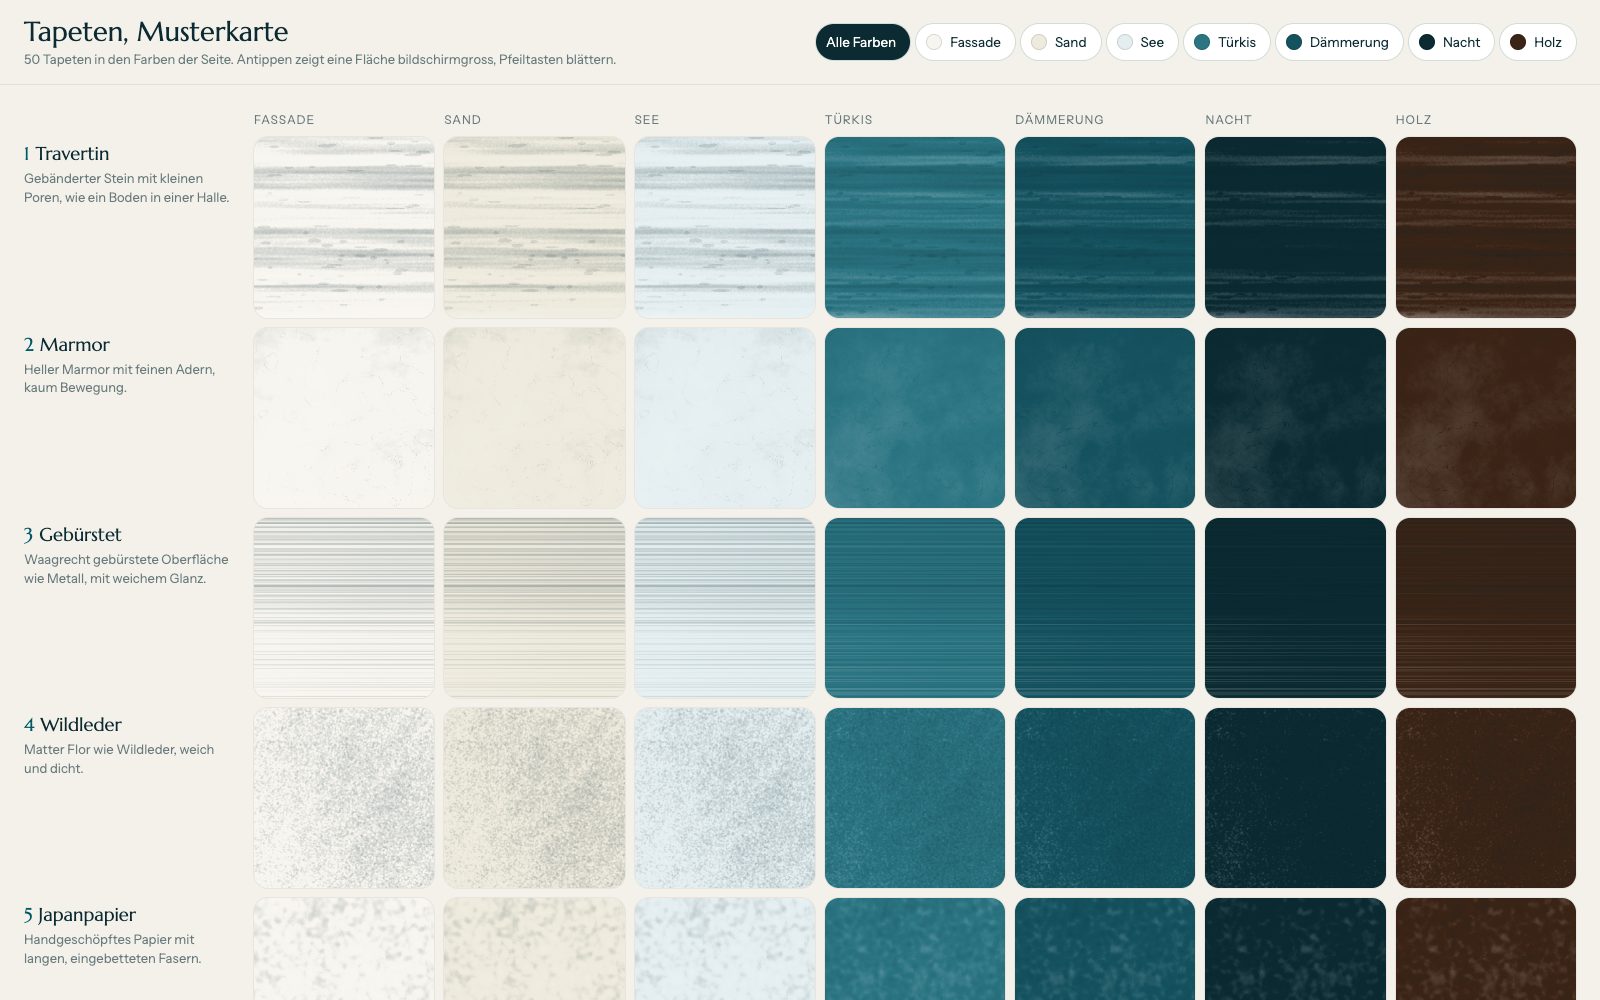 Tapeten, Musterkarte
50 Tapeten in den Farben der Seite. Antippen zeigt eine Fläche bildschirmgross, Pfeiltasten blättern.
Alle Farben Fassade Sand See Türkis Dämmerung Nacht Holz
FASSADE SAND SEE TÜRKIS DÄMMERUNG NACHT HOLZ
1 Travertin
Gebänderter Stein mit kleinen
Poren, wie ein Boden in einer Halle.
2 Marmor
Heller Marmor mit feinen Adern,
kaum Bewegung.
3 Gebürstet
Waagrecht gebürstete Oberfläche
wie Metall, mit weichem Glanz.
4 Wildleder
Matter Flor wie Wildleder, weich
und dicht.
5 Japanpapier
Handgeschöpftes Papier mit
langen, eingebetteten Fasern.